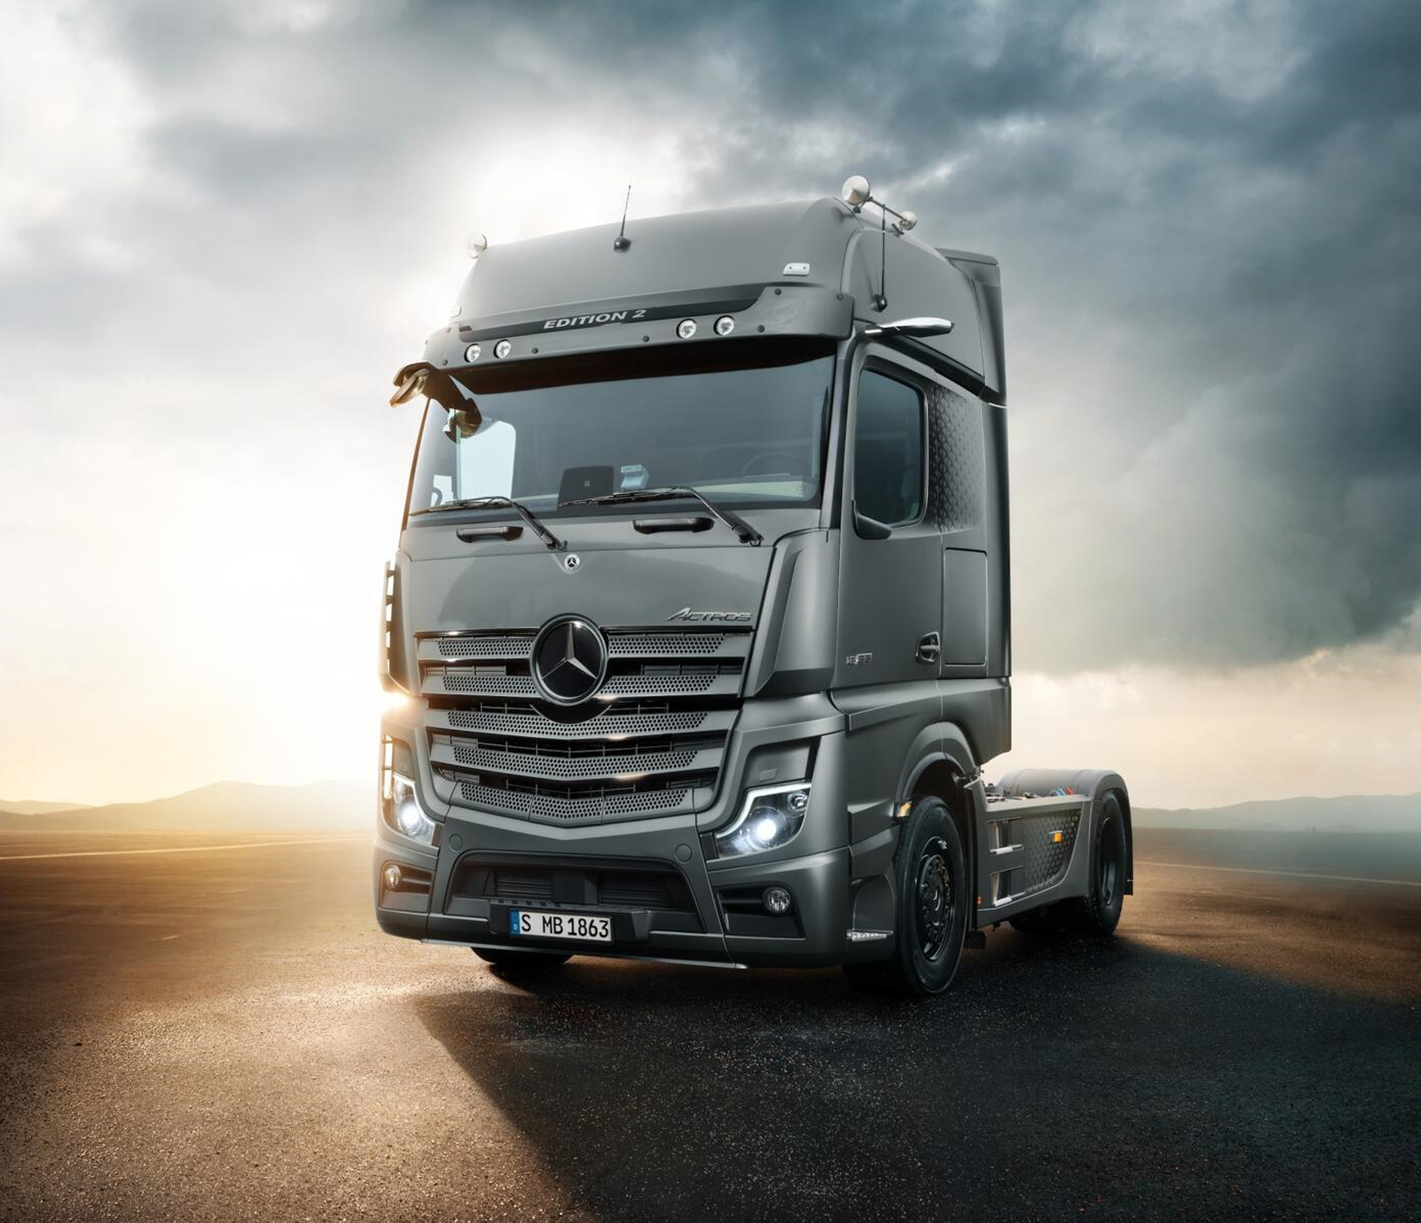 EDITION 2
ACTROS
S MB 1863